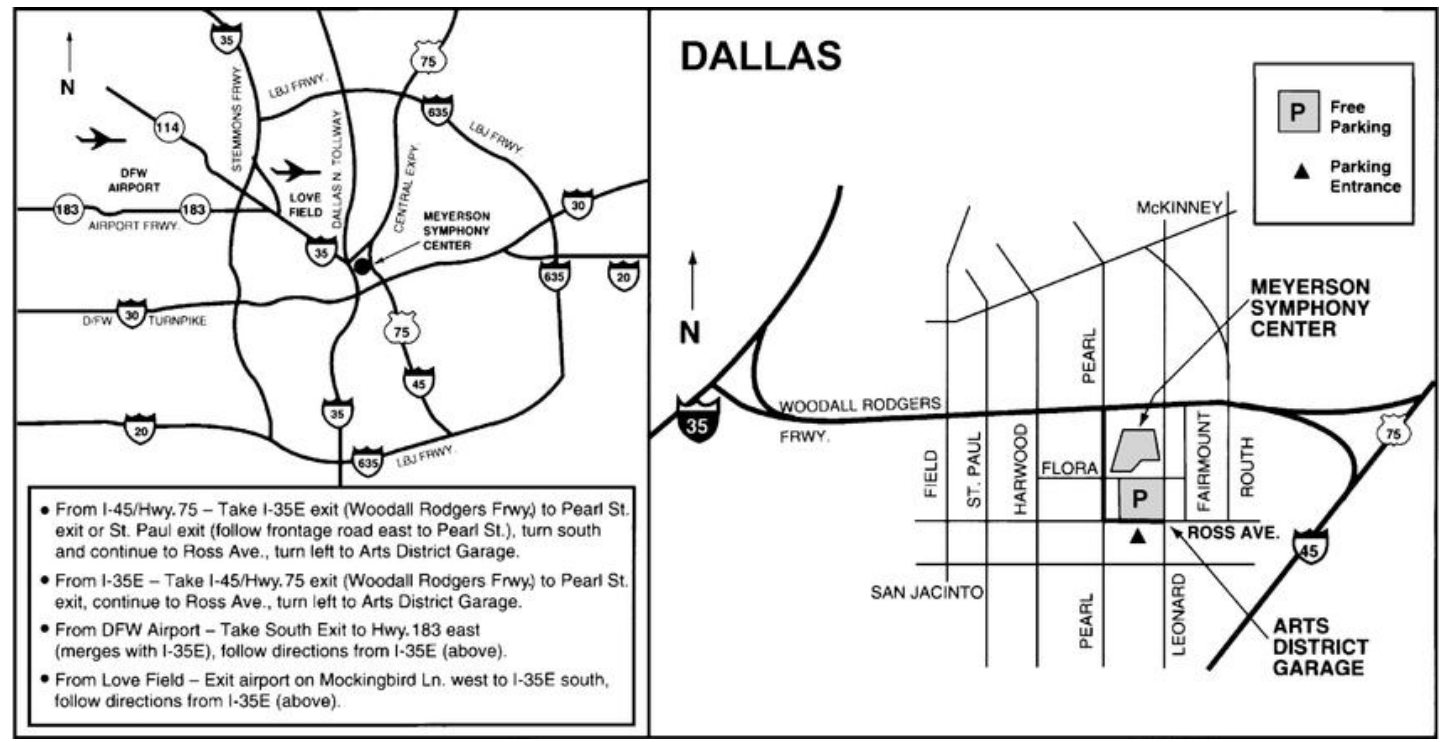 35
75
N
LBJ FRWY.
635
114
STEMMONS FRWY.
LBJ FRWY.
DALLAS N. TOLLWAY
CENTRAL EXPY.
DFW
AIRPORT
LOVE
FIELD
183
183
AIRPORT FRWY.
30
MEYERSON
SYMPHONY
CENTER
35
635
20
30
D/FW TURNPIKE
75
45
35
20
635
LBJ FRWY.
• From I-45/Hwy. 75 – Take I-35E exit (Woodall Rodgers Frwy.) to Pearl St.
exit or St. Paul exit (follow frontage road east to Pearl St.), turn south
and continue to Ross Ave., turn left to Arts District Garage.
• From I-35E – Take I-45/Hwy. 75 exit (Woodall Rodgers Frwy.) to Pearl St.
exit, continue to Ross Ave., turn left to Arts District Garage.
• From DFW Airport – Take South Exit to Hwy. 183 east
(merges with I-35E), follow directions from I-35E (above).
• From Love Field – Exit airport on Mockingbird Ln. west to I-35E south,
follow directions from I-35E (above).
DALLAS
P Free
Parking
Parking
Entrance
McKINNEY
N
MEYERSON
SYMPHONY
CENTER
PEARL
WOODALL RODGERS
FRWY.
35
75
FIELD
ST. PAUL
HARWOOD
FLORA
FAIRMOUNT
ROUTH
P
ROSS AVE.
45
SAN JACINTO
PEARL
LEONARD
ARTS
DISTRICT
GARAGE